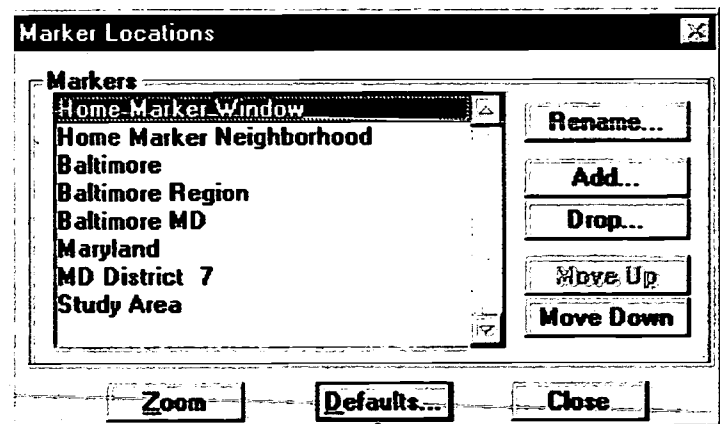 Marker Locations
Markers
Home Marker Window
Home Marker Neighborhood
Baltimore
Baltimore Region
Baltimore MD
Maryland
MD District 7
Study Area
Rename...
Add...
Drop...
Move Up
Move Down
Zoom
Defaults...
Close